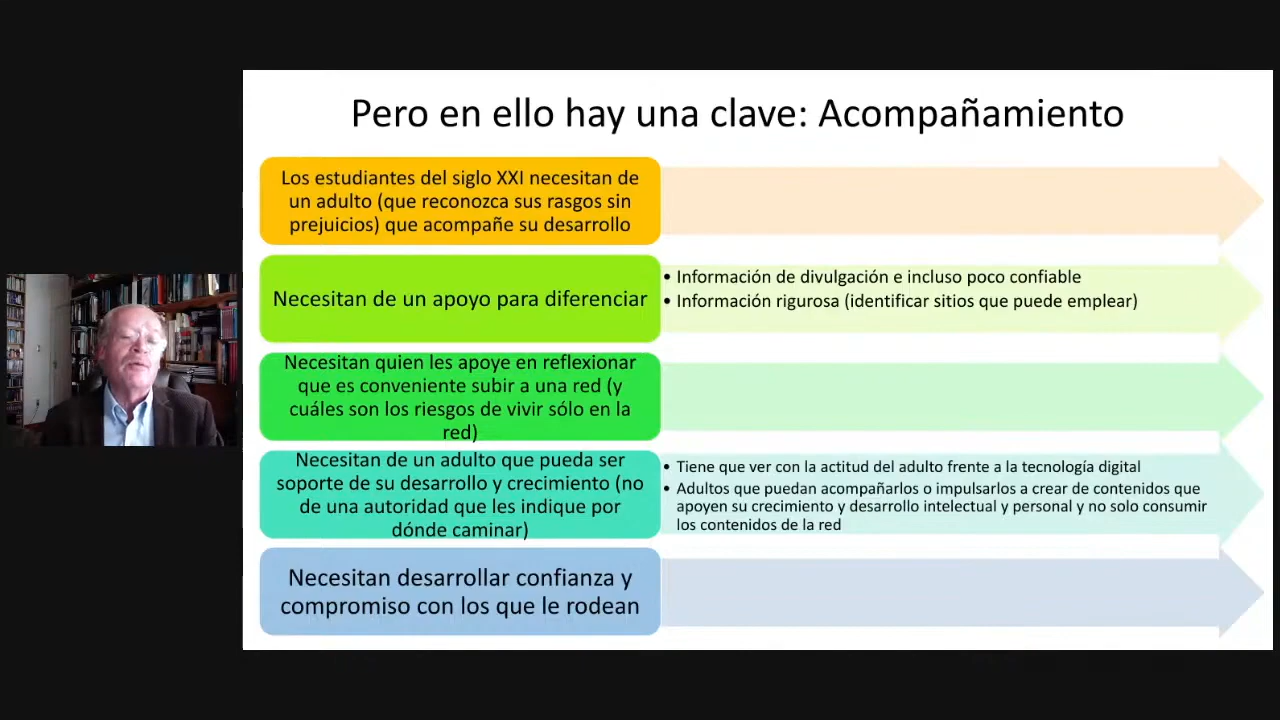 Pero en ello hay una clave: Acompañamiento
Los estudiantes del siglo XXI necesitan de
un adulto (que reconozca sus rasgos sin
prejuicios) que acompañe su desarrollo
Necesitan de un apoyo para diferenciar
• Información de divulgación e incluso poco confiable
• Información rigurosa (identificar sitios que puede emplear)
Necesitan quien les apoye en reflexionar
que es conveniente subir a una red (y
cuáles son los riesgos de vivir sólo en la
red)
Necesitan de un adulto que pueda ser
soporte de su desarrollo y crecimiento (no
de una autoridad que les indique por
dónde caminar)
• Tiene que ver con la actitud del adulto frente a la tecnología digital
• Adultos que puedan acompañarlos o impulsarlos a crear de contenidos que
apoyen su crecimiento y desarrollo intelectual y personal y no solo consumir
los contenidos de la red
Necesitan desarrollar confianza y
compromiso con los que le rodean